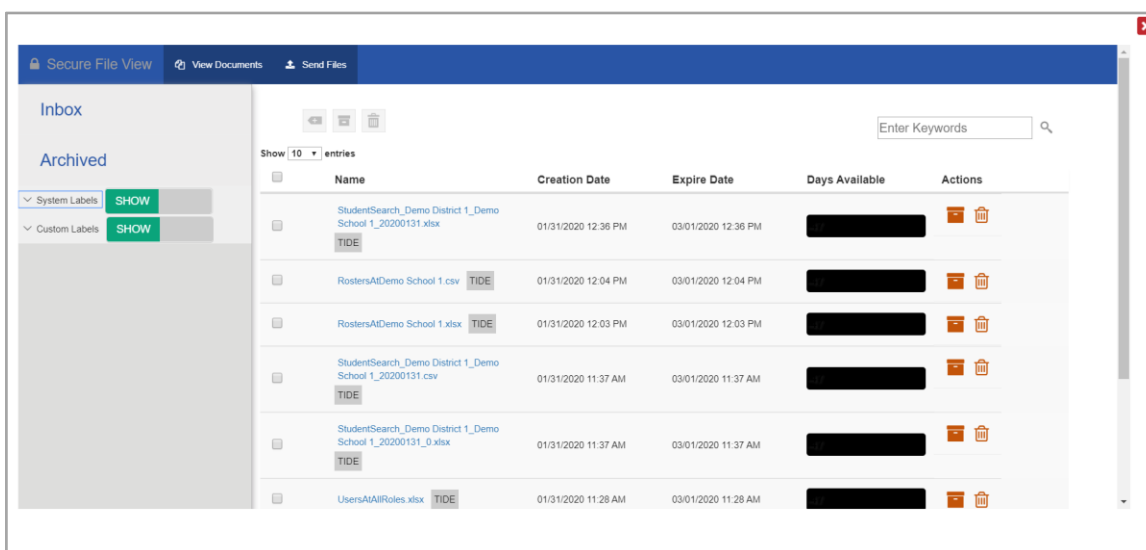 Secure File View View Documents Send Files
Inbox
Archived
System Labels SHOW
Custom Labels SHOW
Enter Keywords
Show 10 entries
Name Creation Date Expire Date Days Available Actions
StudentSearch_Demo District 1_Demo
School 1_20200131.xlsx 01/31/2020 12:36 PM 03/01/2020 12:36 PM
TIDE
RostersAtDemo School 1.csv TIDE 01/31/2020 12:04 PM 03/01/2020 12:04 PM
RostersAtDemo School 1.xlsx TIDE 01/31/2020 12:03 PM 03/01/2020 12:03 PM
StudentSearch_Demo District 1_Demo
School 1_20200131.csv 01/31/2020 11:37 AM 03/01/2020 11:37 AM
TIDE
StudentSearch_Demo District 1_Demo
School 1_20200131_0.xlsx 01/31/2020 11:37 AM 03/01/2020 11:37 AM
TIDE
UsersAtAllRoles.xlsx TIDE 01/31/2020 11:28 AM 03/01/2020 11:28 AM